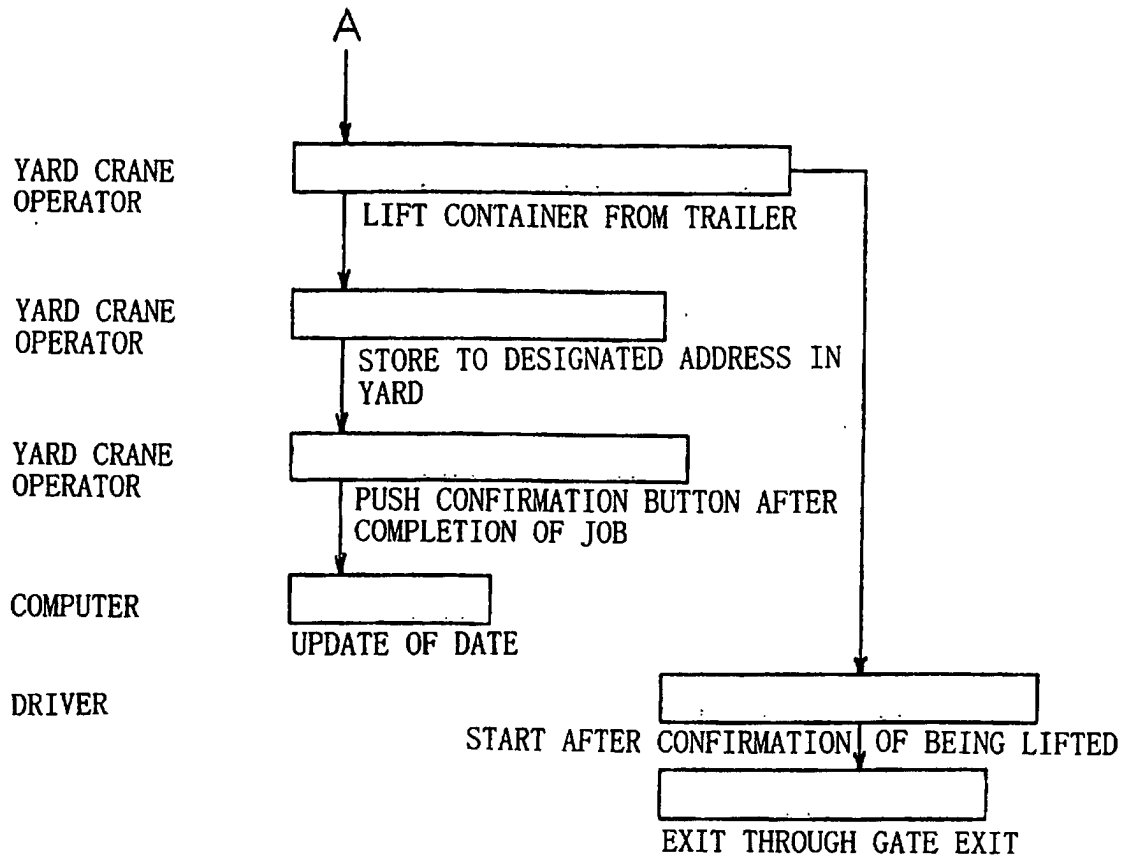 A
YARD CRANE
OPERATOR
LIFT CONTAINER FROM TRAILER
YARD CRANE
OPERATOR
STORE TO DESIGNATED ADDRESS IN
YARD
YARD CRANE
OPERATOR
PUSH CONFIRMATION BUTTON AFTER
COMPLETION OF JOB
COMPUTER
UPDATE OF DATE
DRIVER
START AFTER CONFIRMATION OF BEING LIFTED
EXIT THROUGH GATE EXIT